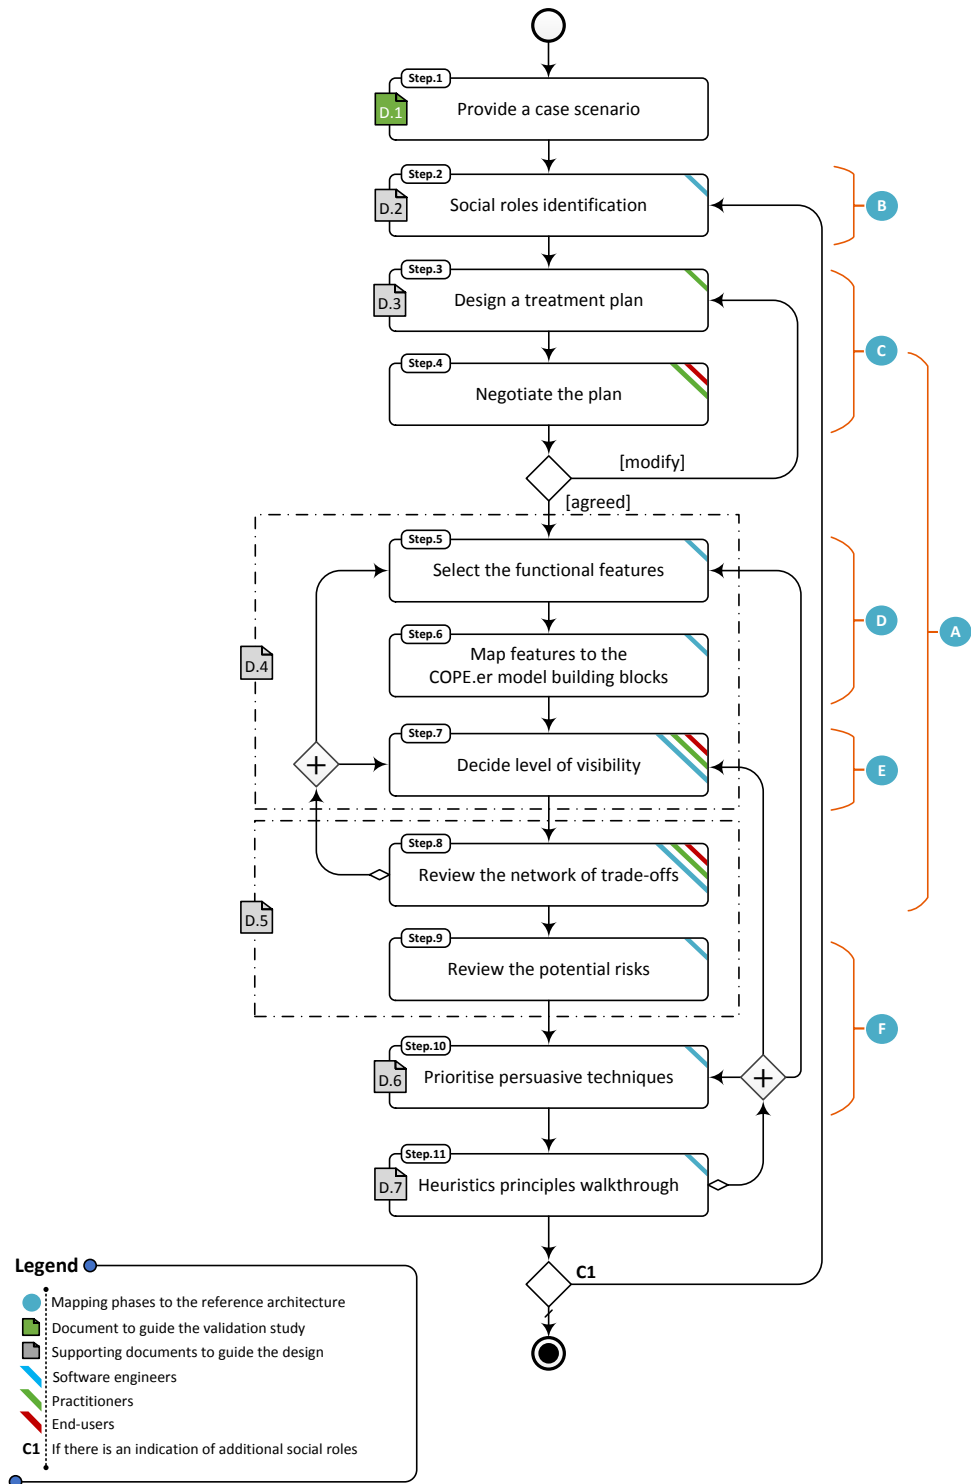 Step.1
D.1
Provide a case scenario
Step.2
D.2
Social roles identification
B
Step.3
D.3
Design a treatment plan
C
Step.4
Negotiate the plan
[modify]
[agreed]
Step.5
Select the functional features
D
A
Step.6
D.4
Map features to the
COPE.er model building blocks
Step.7
Decide level of visibility
E
Step.8
Review the network of trade-offs
D.5
Step.9
Review the potential risks
F
Step.10
D.6
Prioritise persuasive techniques
Step.11
D.7
Heuristics principles walkthrough
C1
Legend
Mapping phases to the reference architecture
Document to guide the validation study
Supporting documents to guide the design
Software engineers
Practitioners
End-users
C1 If there is an indication of additional social roles